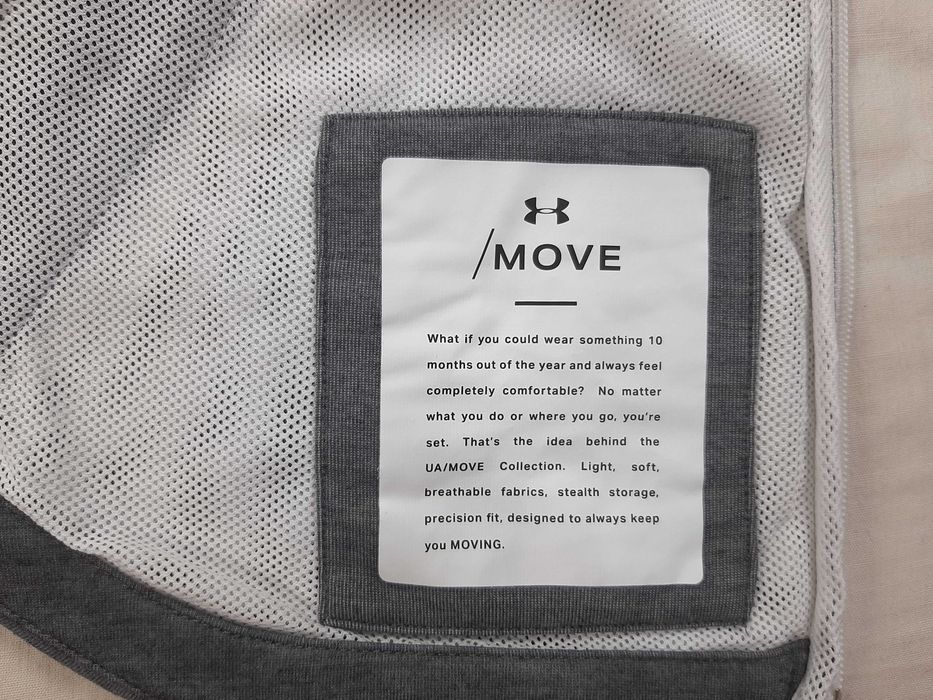 /MOVE
What if you could wear something 10
months out of the year and always feel
completely comfortable? No matter
what you do or where you go, you're
set. That's the idea behind the
UA/MOVE Collection. Light, soft,
breathable fabrics, stealth storage,
precision fit, designed to always keep
you MOVING.